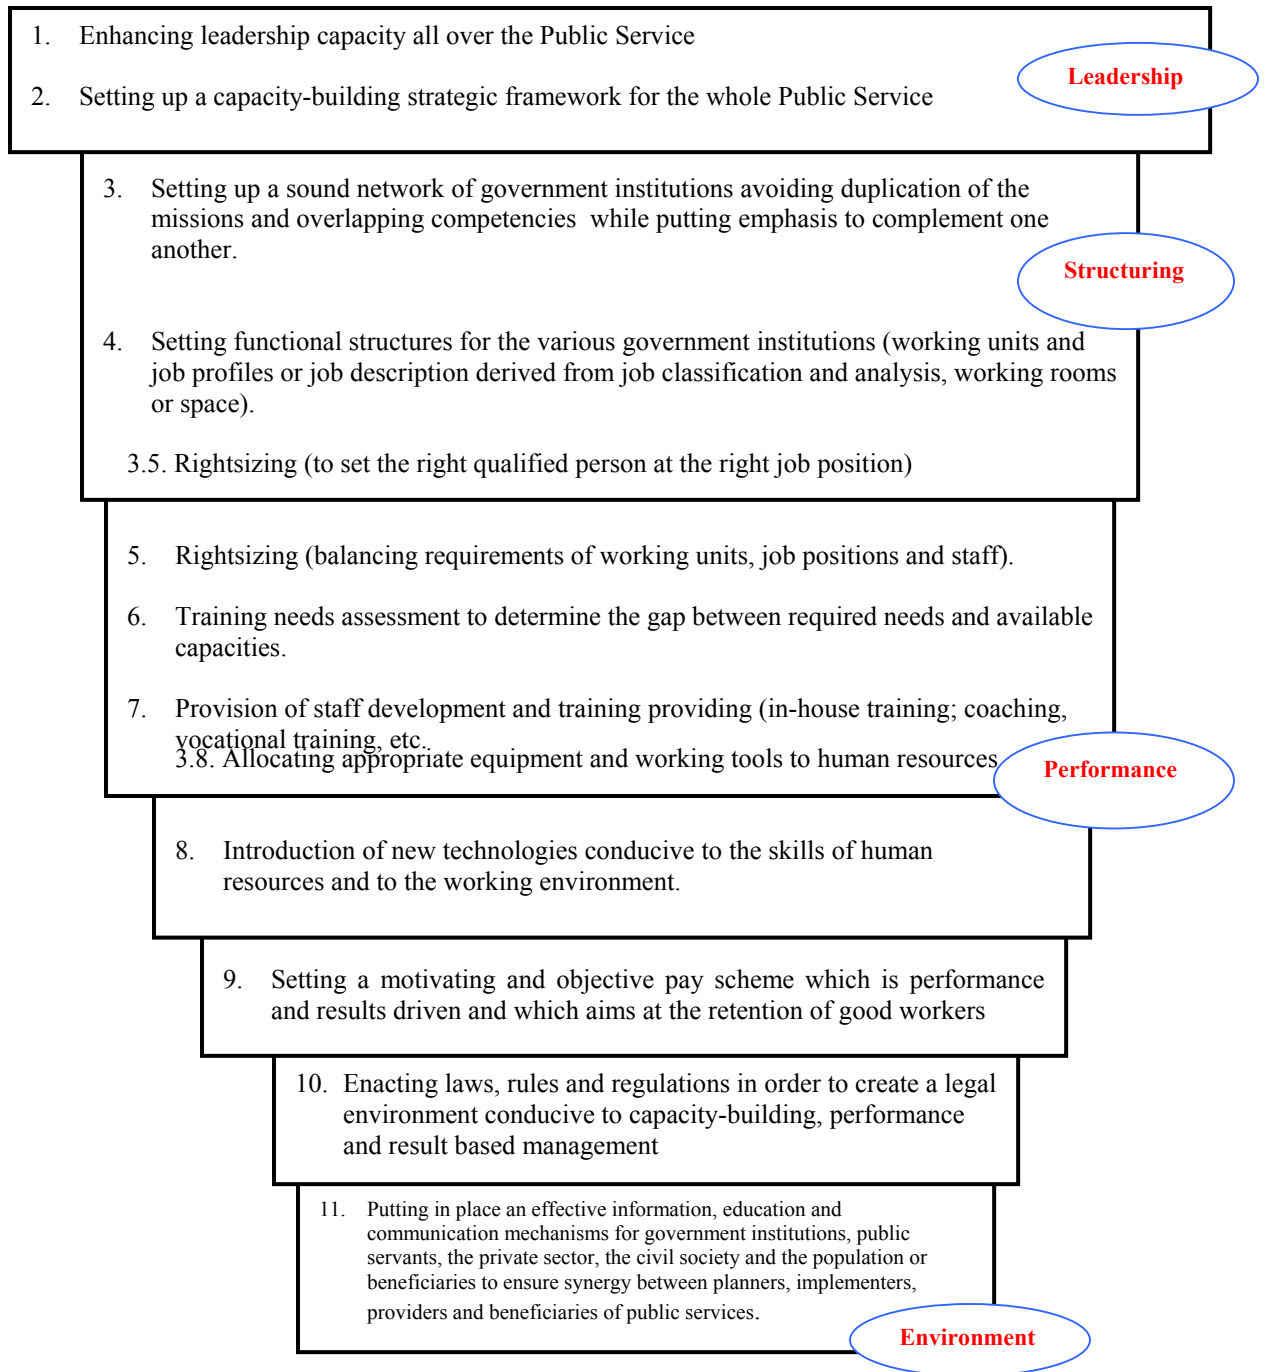 1. Enhancing leadership capacity all over the Public Service
Leadership
2. Setting up a capacity-building strategic framework for the whole Public Service
3. Setting up a sound network of government institutions avoiding duplication of the
missions and overlapping competencies while putting emphasis to complement one
another.
Structuring
4. Setting functional structures for the various government institutions (working units and
job profiles or job description derived from job classification and analysis, working rooms
or space).
3.5. Rightsizing (to set the right qualified person at the right job position)
5. Rightsizing (balancing requirements of working units, job positions and staff).
6. Training needs assessment to determine the gap between required needs and available
capacities.
7. Provision of staff development and training providing (in-house training; coaching,
vocational training, etc.
3.8. Allocating appropriate equipment and working tools to human resources
Performance
8. Introduction of new technologies conducive to the skills of human
resources and to the working environment.
9. Setting a motivating and objective pay scheme which is performance
and results driven and which aims at the retention of good workers
10. Enacting laws, rules and regulations in order to create a legal
environment conducive to capacity-building, performance
and result based management
11. Putting in place an effective information, education and
communication mechanisms for government institutions, public
servants, the private sector, the civil society and the population or
beneficiaries to ensure synergy between planners, implementers,
providers and beneficiaries of public services.
Environment